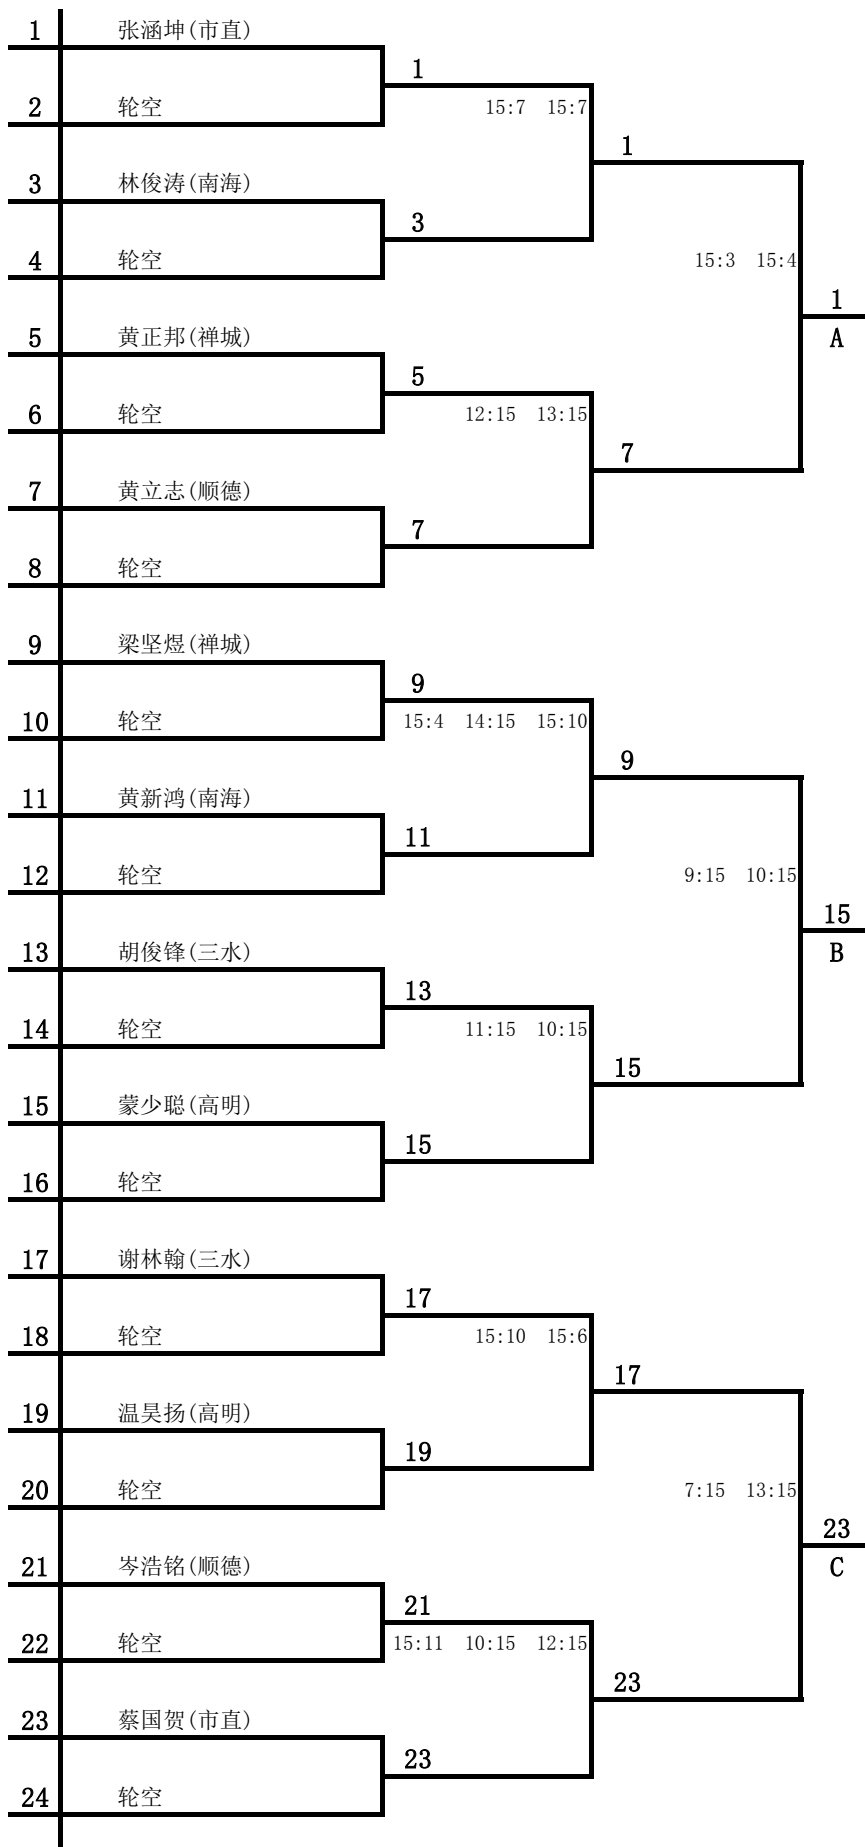 1 张涵坤(市直)
1
2 轮空
15:7 15:7
1
3 林俊涛(南海)
3
4 轮空
15:3 15:4
1
A
5 黄正邦(禅城)
5
6 轮空
12:15 13:15
7
7 黄立志(顺德)
7
8 轮空
9 梁坚煜(禅城)
9
10 轮空
15:4 14:15 15:10
9
11 黄新鸿(南海)
11
12 轮空
9:15 10:15
15
B
13 胡俊锋(三水)
13
14 轮空
11:15 10:15
15
15 蒙少聪(高明)
15
16 轮空
17 谢林翰(三水)
17
18 轮空
15:10 15:6
17
19 温昊扬(高明)
19
20 轮空
7:15 13:15
23
C
21 岑浩铭(顺德)
21
22 轮空
15:11 10:15 12:15
23
23 蔡国贺(市直)
23
24 轮空